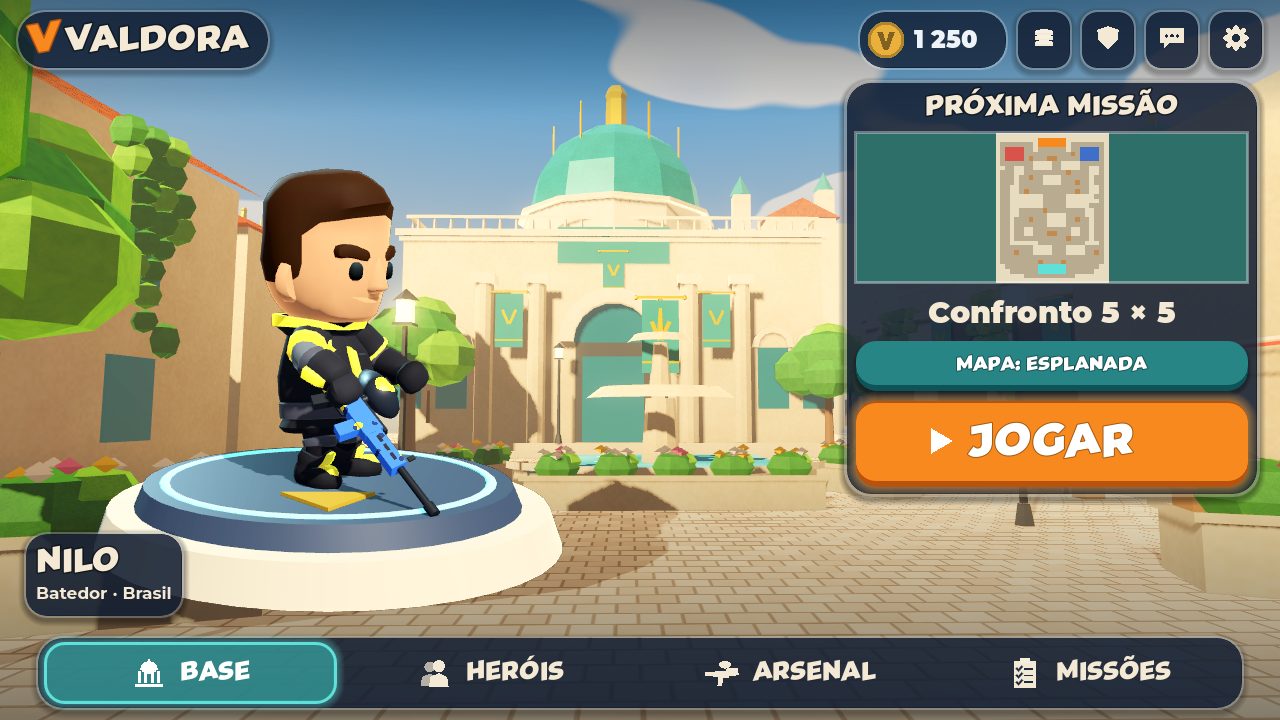 V VALDORA
V 1 250
PRÓXIMA MISSÃO
Confronto 5 × 5
MAPA: ESPLANADA
JOGAR
V
V
V
NILO
Batedor · Brasil
BASE
HERÓIS
ARSENAL
MISSÕES